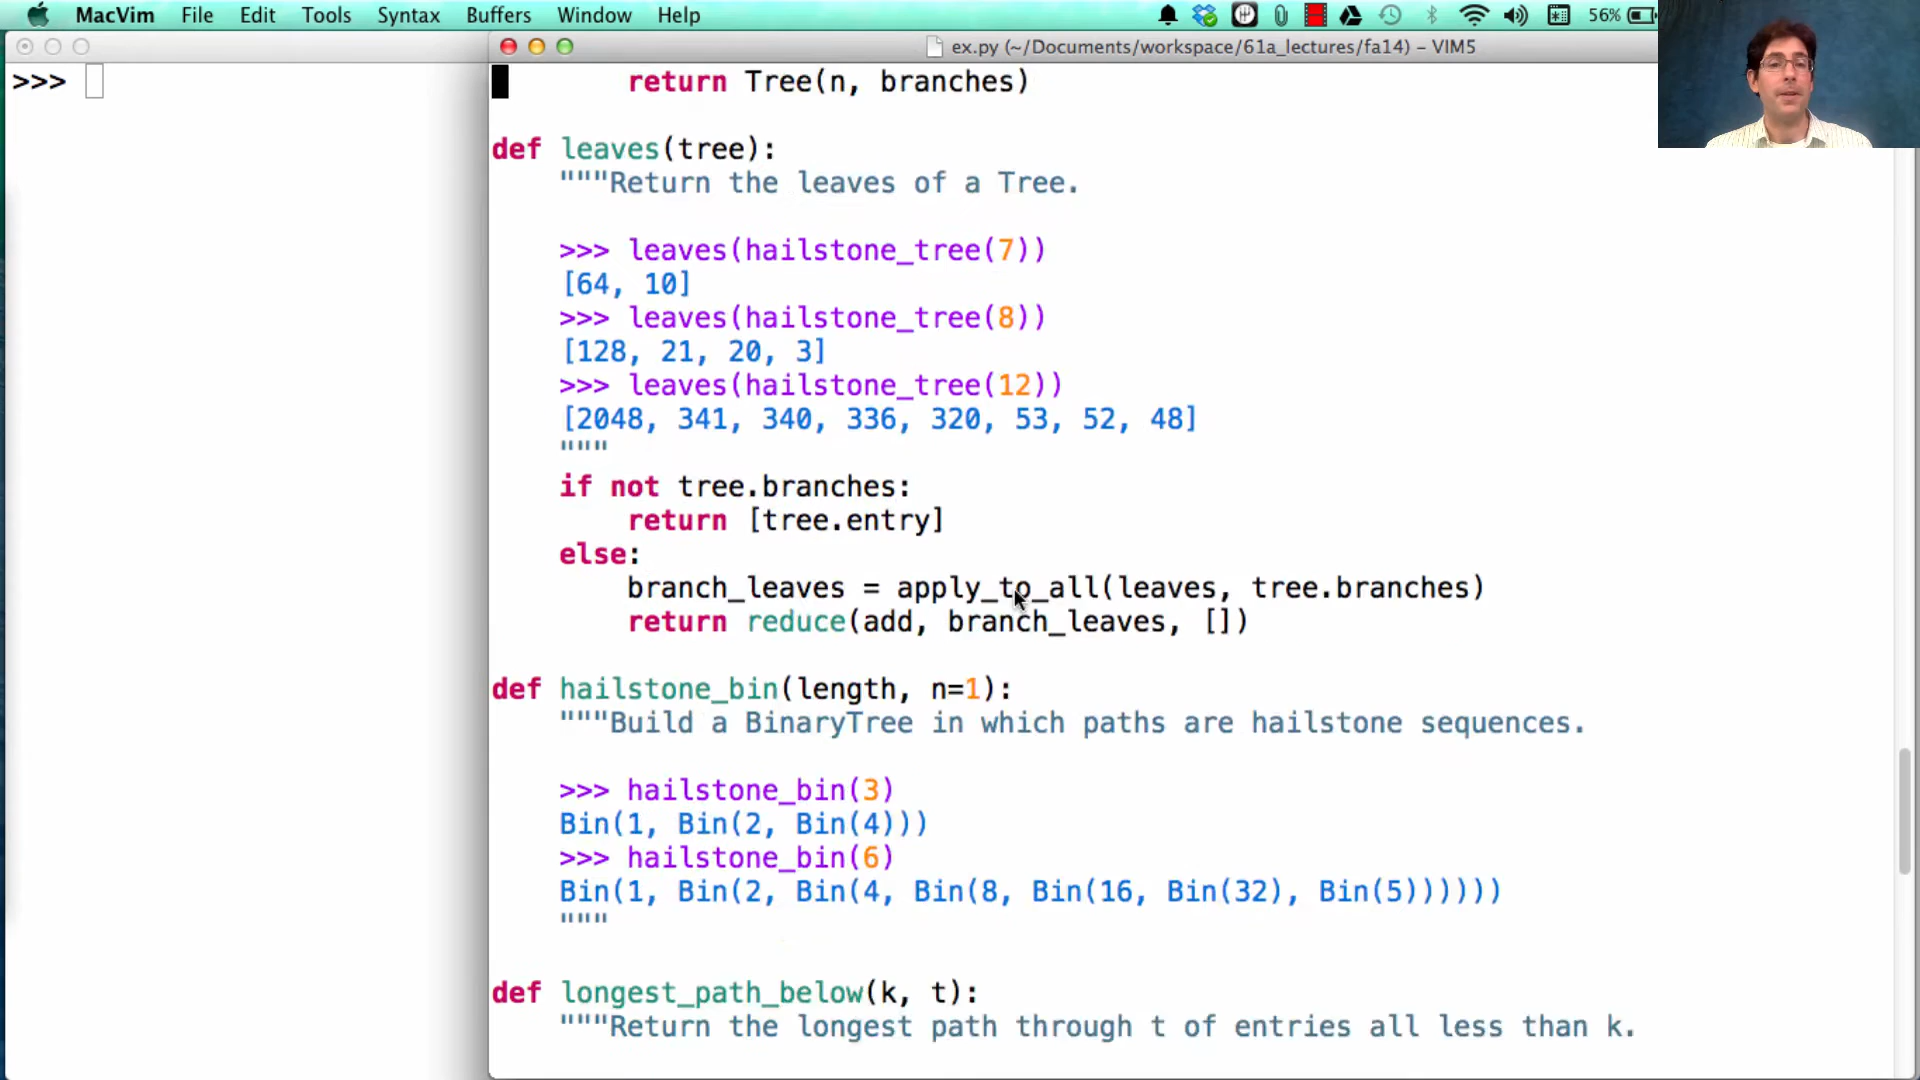 MacVim File Edit Tools Syntax Buffers Window Help 56%
ex.py (~/Documents/workspace/61a_lectures/fa14) – VIM5
>>>
return Tree(n, branches)
def leaves(tree):
"""Return the leaves of a Tree.
>>> leaves(hailstone_tree(7))
[64, 10]
>>> leaves(hailstone_tree(8))
[128, 21, 20, 3]
>>> leaves(hailstone_tree(12))
[2048, 341, 340, 336, 320, 53, 52, 48]
"""
if not tree.branches:
return [tree.entry]
else:
branch_leaves = apply_to_all(leaves, tree.branches)
return reduce(add, branch_leaves, [])
def hailstone_bin(length, n=1):
"""Build a BinaryTree in which paths are hailstone sequences.
>>> hailstone_bin(3)
Bin(1, Bin(2, Bin(4)))
>>> hailstone_bin(6)
Bin(1, Bin(2, Bin(4, Bin(8, Bin(16, Bin(32), Bin(5))))))
"""
def longest_path_below(k, t):
"""Return the longest path through t of entries all less than k.